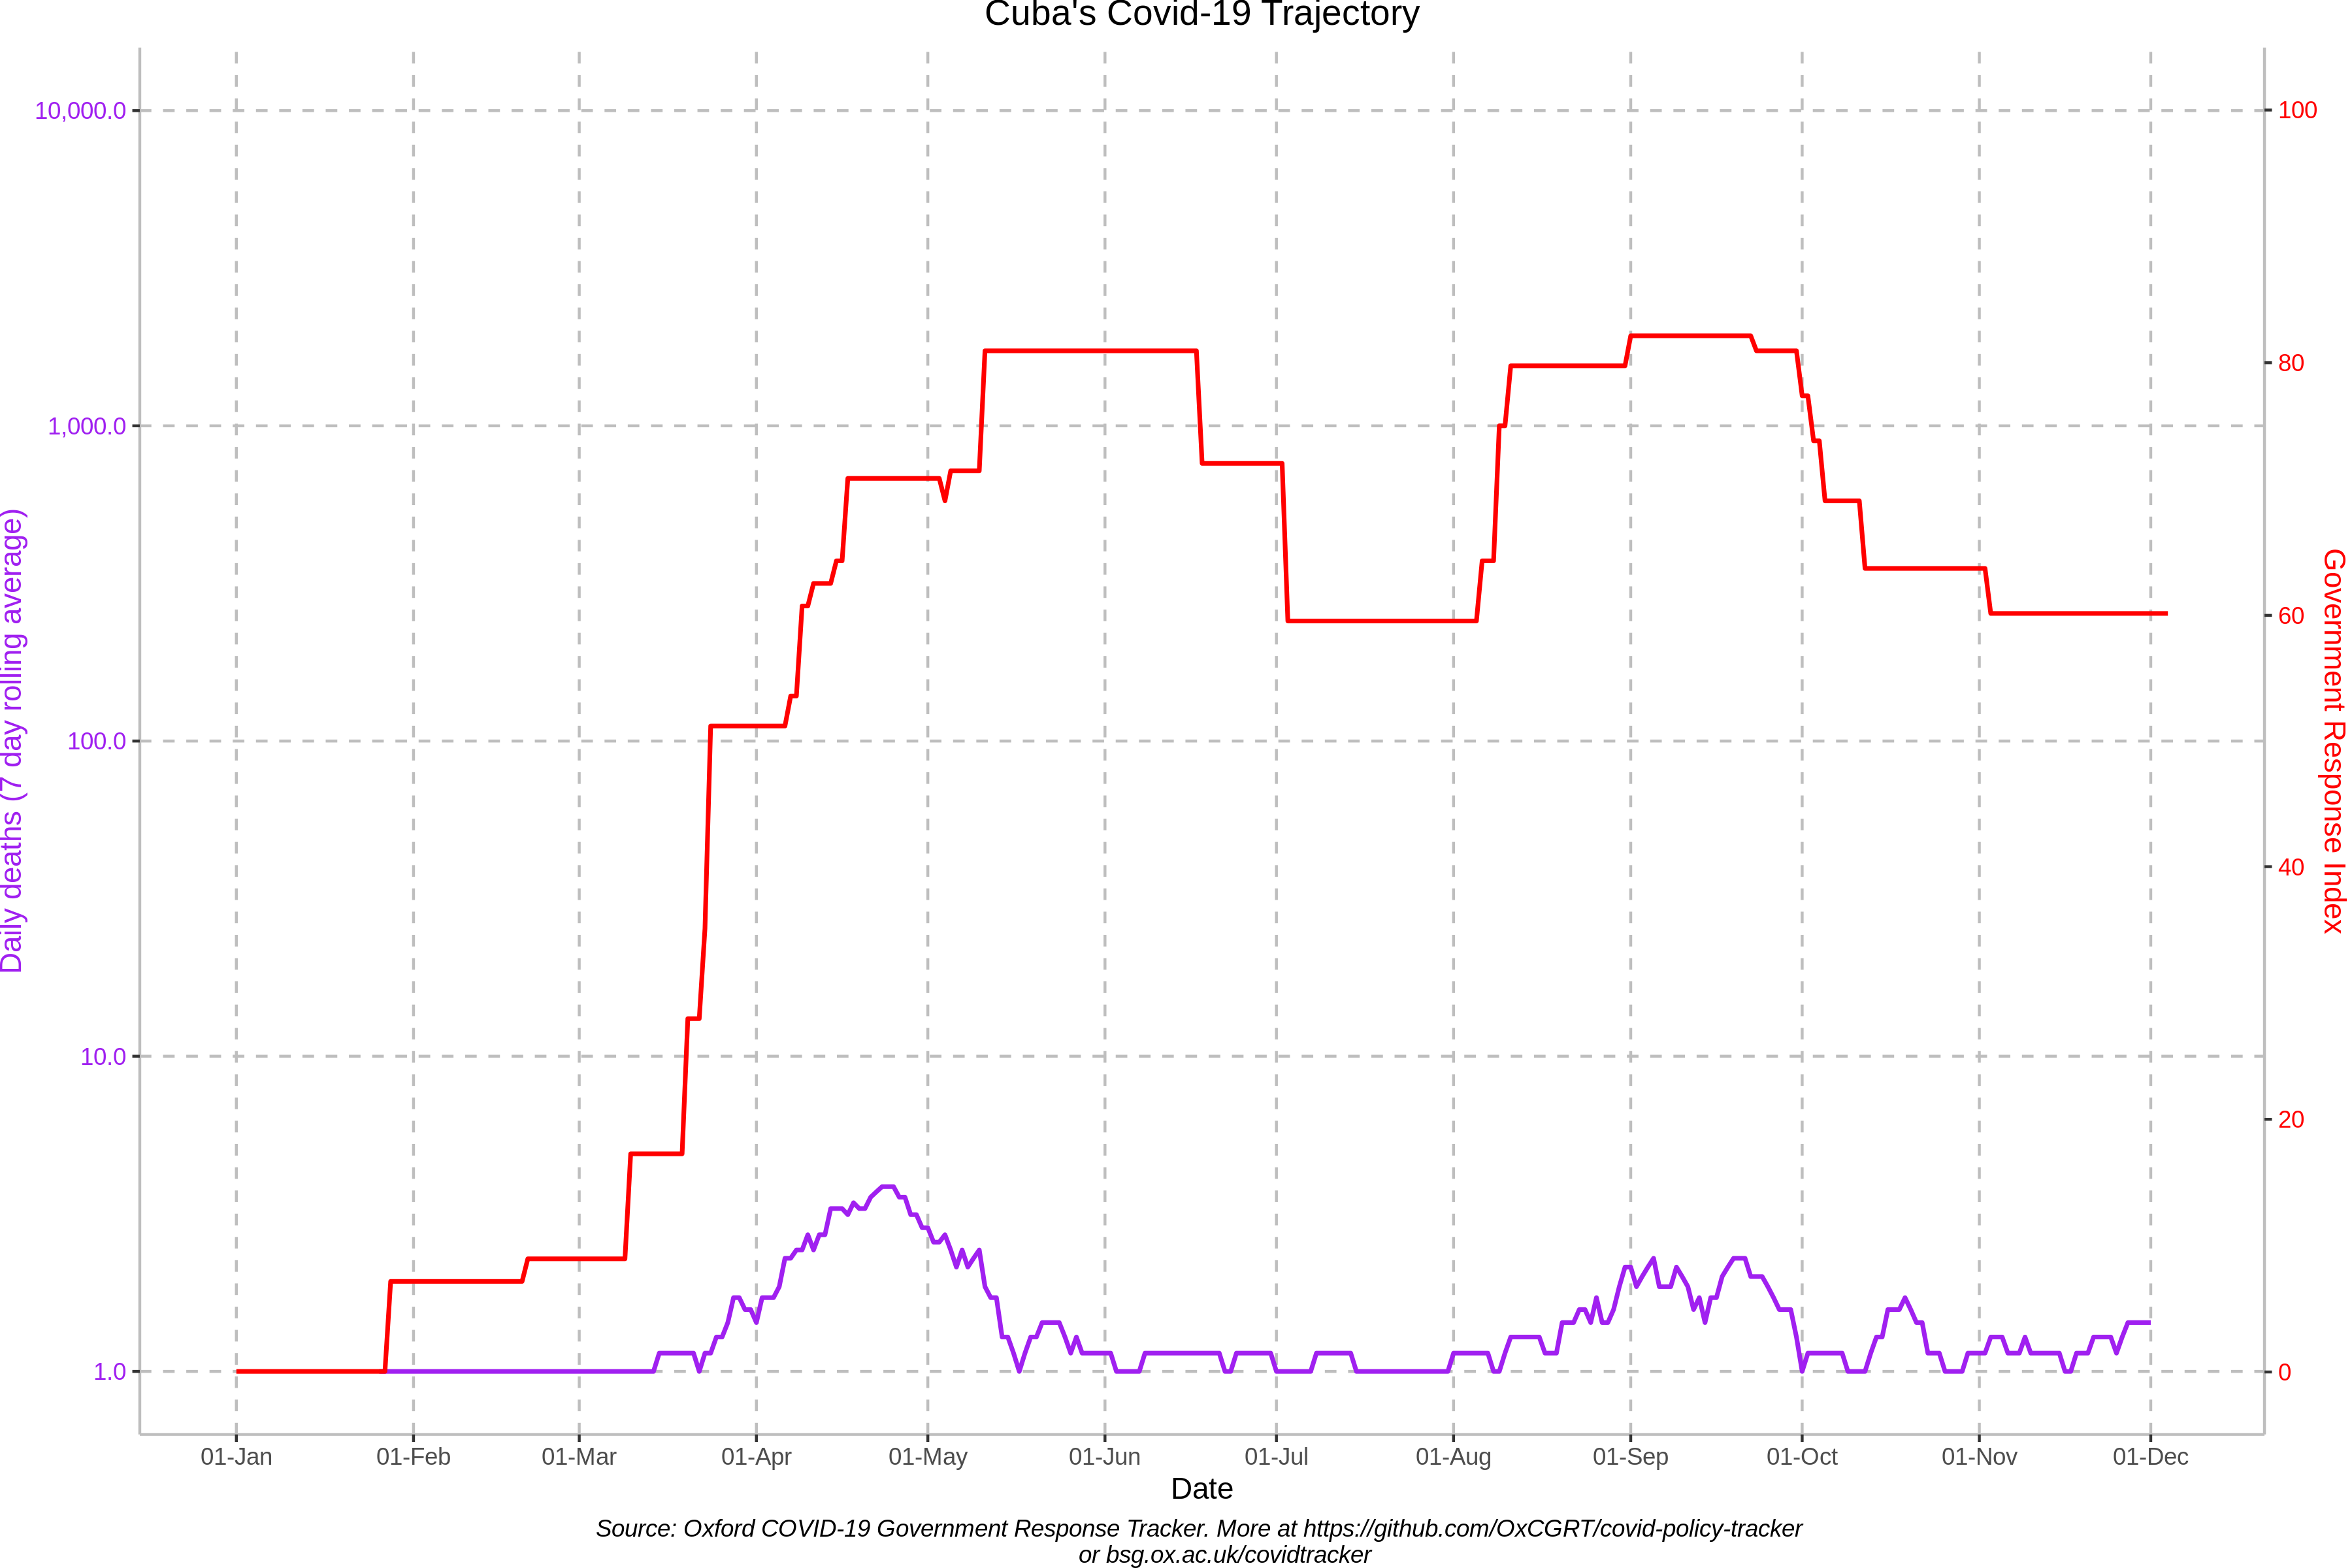 Cuba's Covid-19 Trajectory
10,000.0
1,000.0
100.0
10.0
1.0
Daily deaths (7 day rolling average)
100
80
60
40
20
0
Government Response Index
01-Jan
01-Feb
01-Mar
01-Apr
01-May
01-Jun
01-Jul
01-Aug
01-Sep
01-Oct
01-Nov
01-Dec
Date
Source: Oxford COVID-19 Government Response Tracker. More at https://github.com/OxCGRT/covid-policy-tracker
or bsg.ox.ac.uk/covidtracker